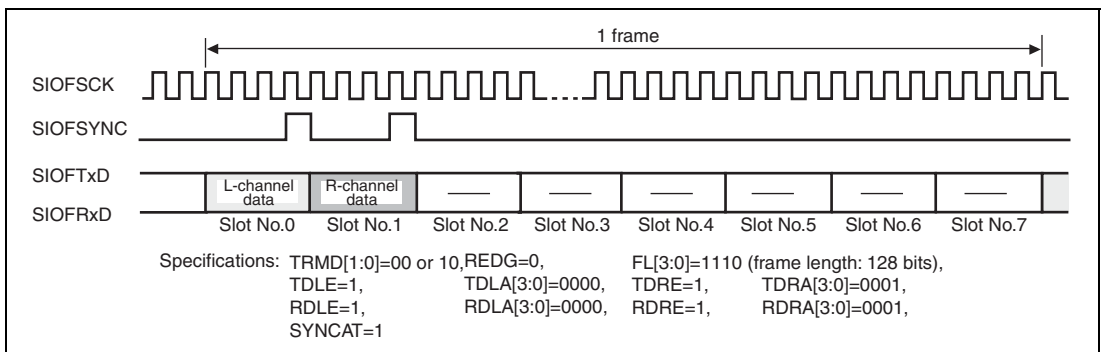 1 frame
SIOFSCK
SIOFSYNC
SIOFTxD
SIOFRxD
L-channel data
R-channel data
Slot No.0 Slot No.1 Slot No.2 Slot No.3 Slot No.4 Slot No.5 Slot No.6 Slot No.7
Specifications: TRMD[1:0]=00 or 10, REDG=0, FL[3:0]=1110 (frame length: 128 bits),
TDLE=1, TDLA[3:0]=0000, TDRE=1, TDRA[3:0]=0001,
RDLE=1, RDLA[3:0]=0000, RDRE=1, RDRA[3:0]=0001,
SYNCAT=1